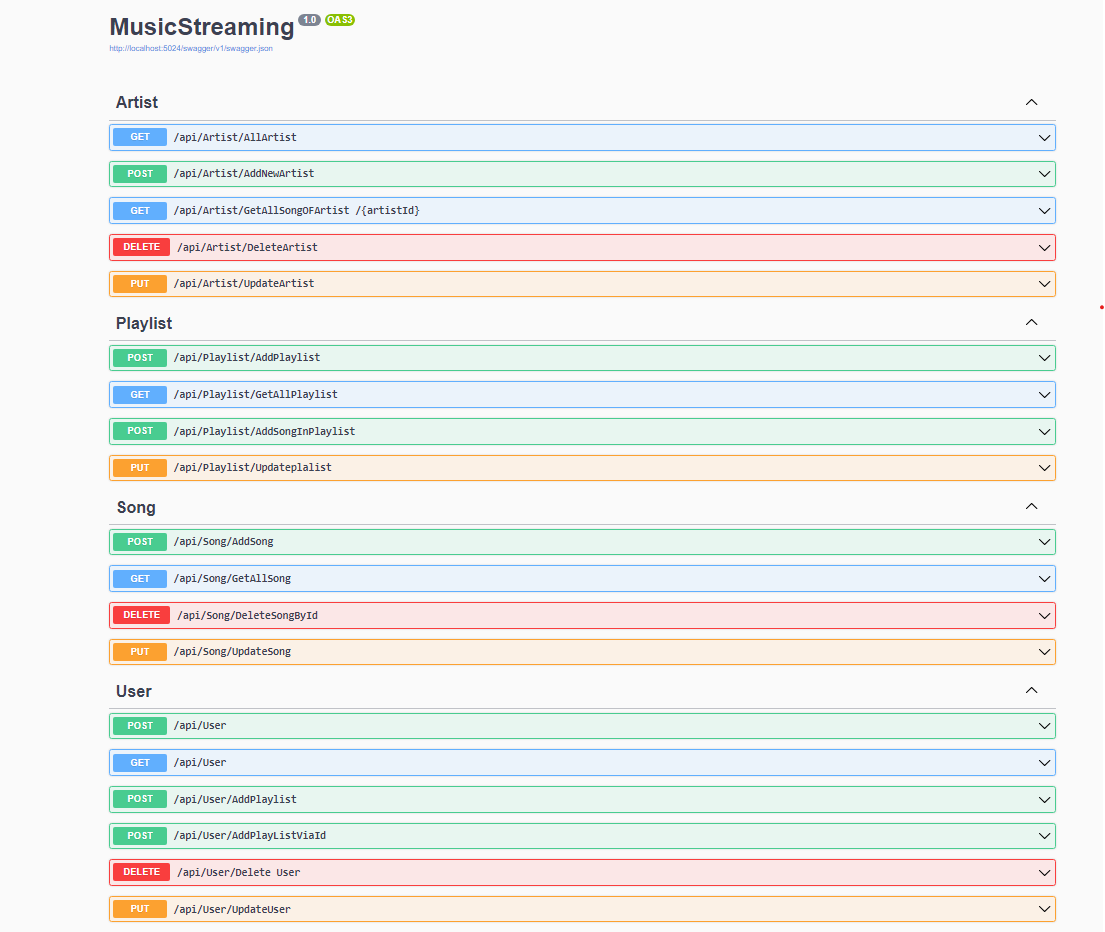 MusicStreaming 1.0 OAS3
http://localhost:5024/swagger/v1/swagger.json
Artist
GET /api/Artist/AllArtist
POST /api/Artist/AddNewArtist
GET /api/Artist/GetAllSongOFArtist /{artistId}
DELETE /api/Artist/DeleteArtist
PUT /api/Artist/UpdateArtist
Playlist
POST /api/Playlist/AddPlaylist
GET /api/Playlist/GetAllPlaylist
POST /api/Playlist/AddSongInPlaylist
PUT /api/Playlist/Updateplalist
Song
POST /api/Song/AddSong
GET /api/Song/GetAllSong
DELETE /api/Song/DeleteSongById
PUT /api/Song/UpdateSong
User
POST /api/User
GET /api/User
POST /api/User/AddPlaylist
POST /api/User/AddPlayListViaId
DELETE /api/User/Delete User
PUT /api/User/UpdateUser